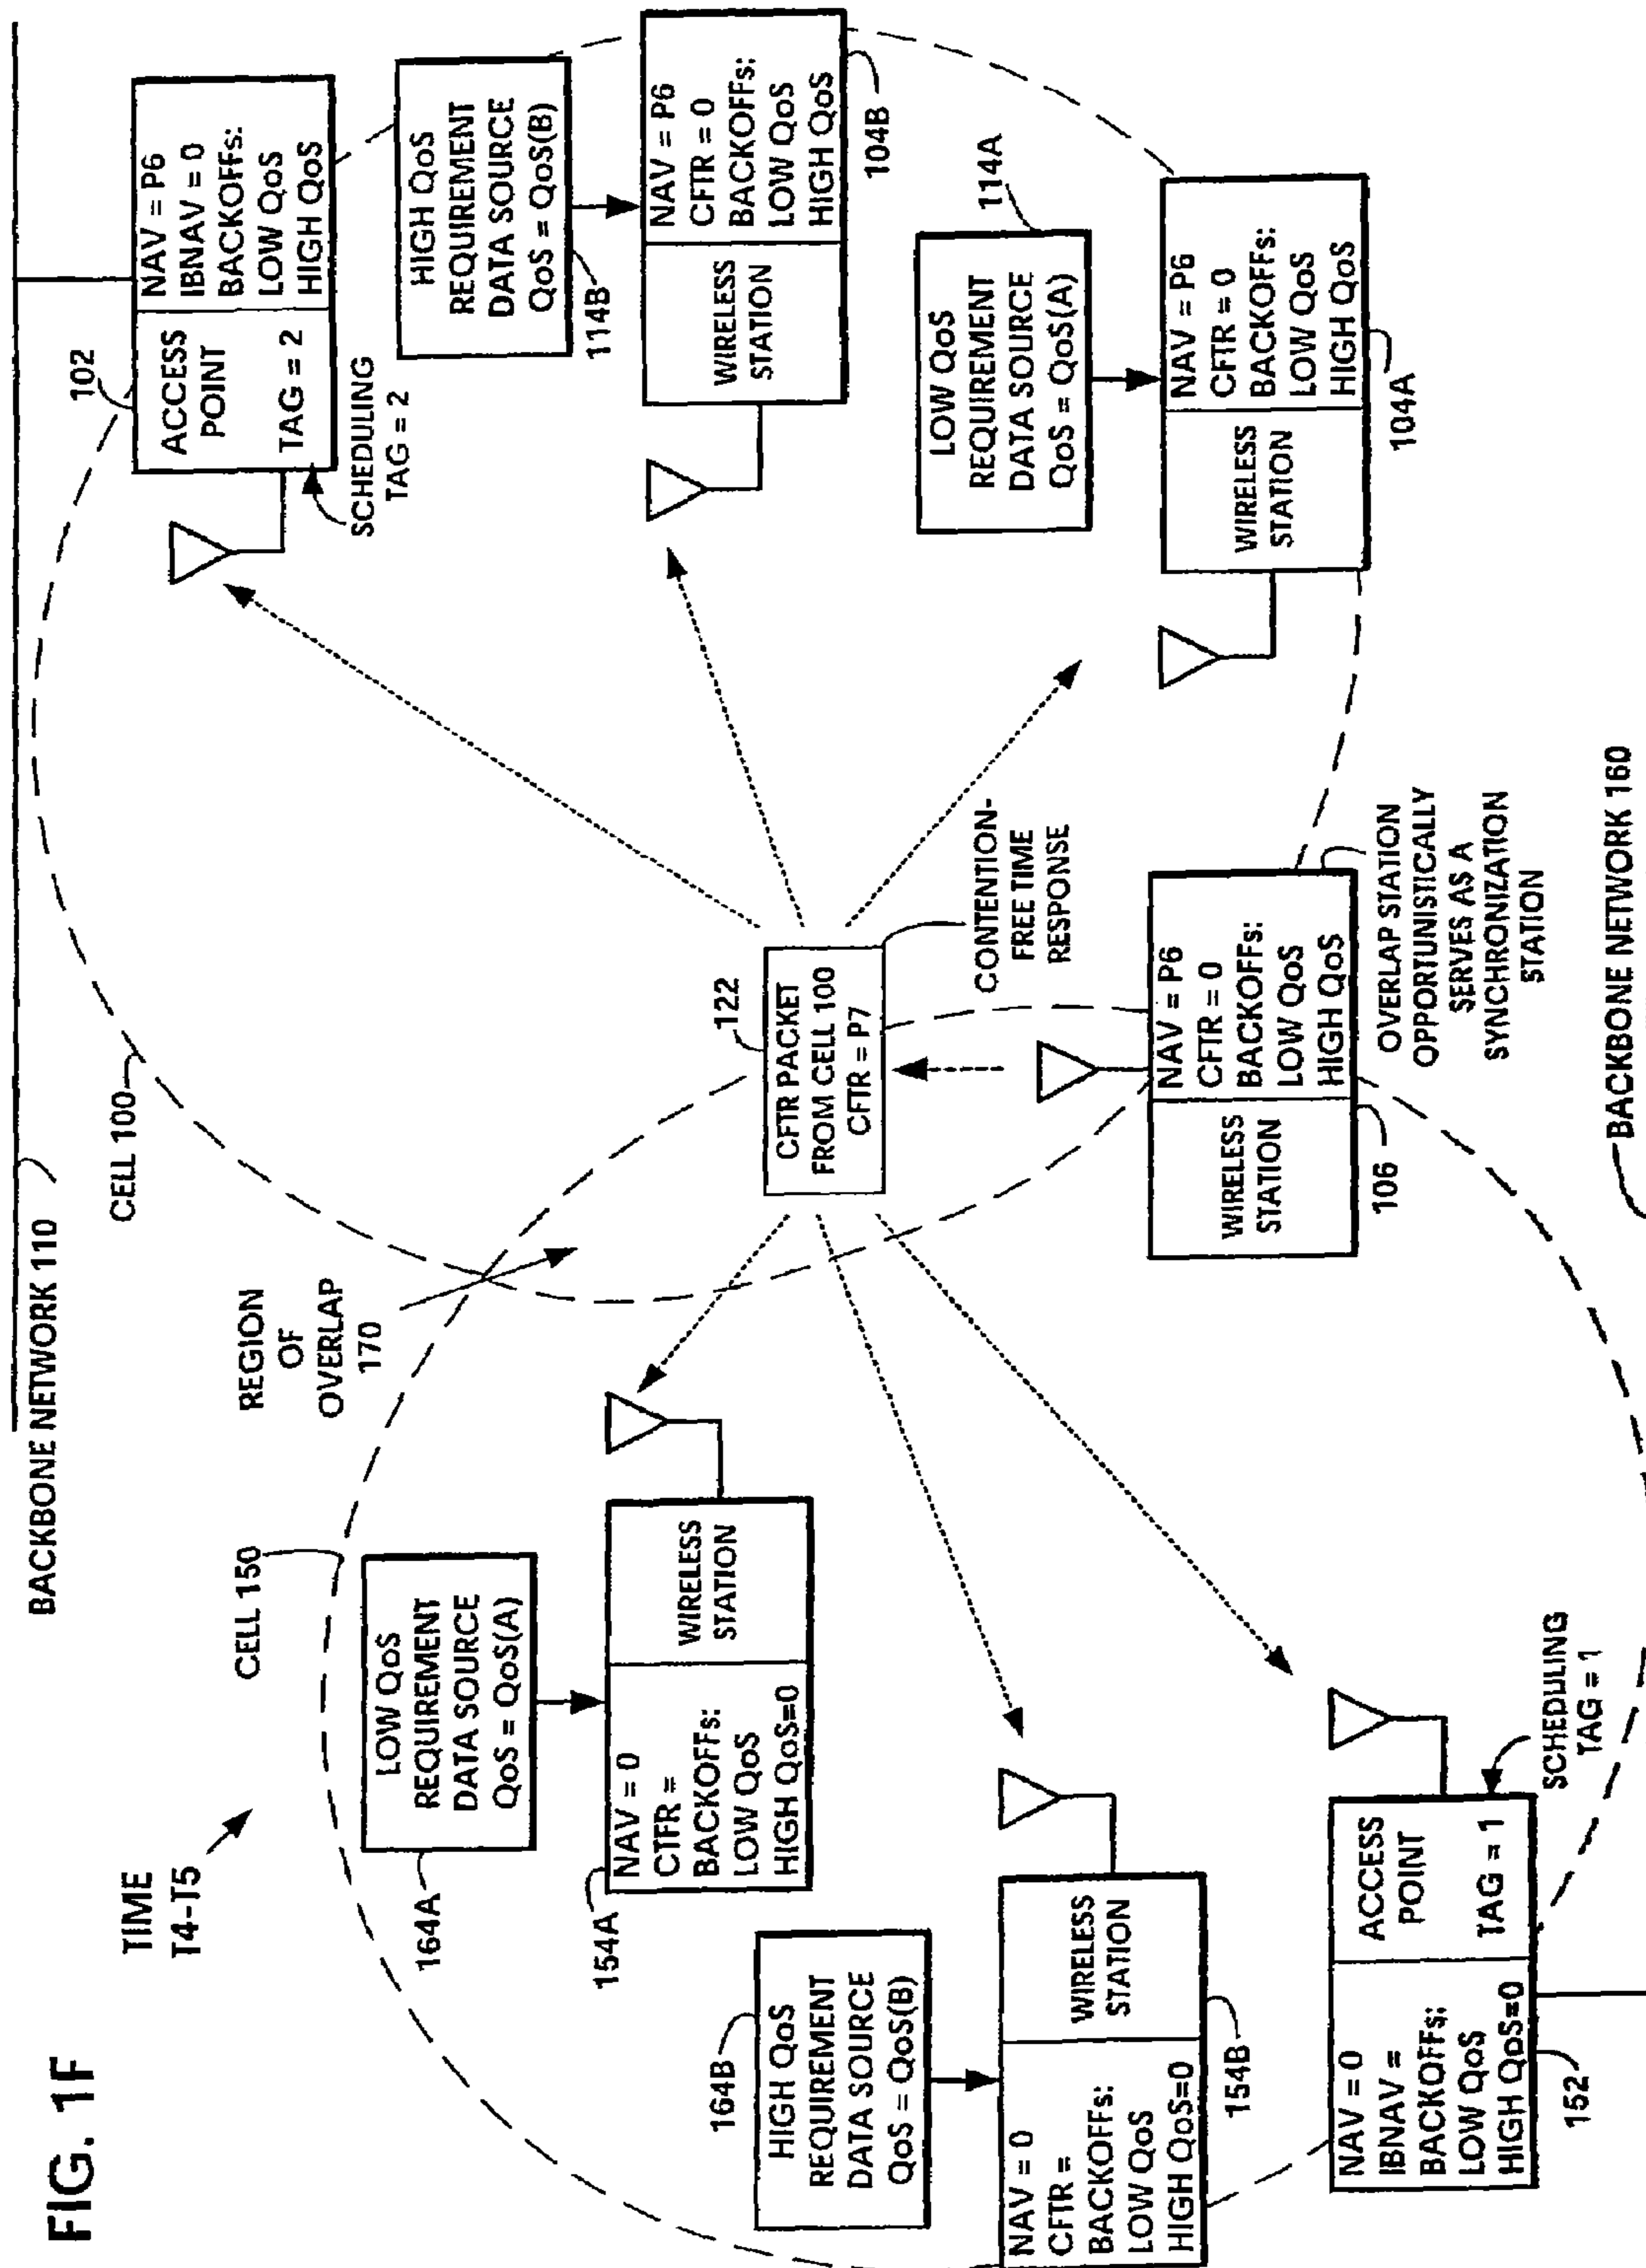 FIG. 1F
TIME
T4-T5
BACKBONE NETWORK 110
CELL 100
CELL 150
REGION
OF
OVERLAP
170
164A
LOW QoS
REQUIREMENT
DATA SOURCE
QoS = QoS(A)
154A
NAV = 0
CTFR =
BACKOFFs:
LOW QoS
HIGH QoS=0
WIRELESS
STATION
164B
HIGH QoS
REQUIREMENT
DATA SOURCE
QoS = QoS(B)
NAV = 0
CFTR =
BACKOFFs:
LOW QoS
HIGH QoS=0
WIRELESS
STATION
154B
NAV = 0
IBNAV =
BACKOFFs:
LOW QoS
HIGH QoS=0
ACCESS
POINT
TAG = 1
152
SCHEDULING
TAG = 1
122
CFTR PACKET
FROM CELL 100
CFTR = P7
CONTENTION-
FREE TIME
RESPONSE
WIRELESS
STATION
NAV = P6
CFTR = 0
BACKOFFs:
LOW QoS
HIGH QoS
106
OVERLAP STATION
OPPORTUNISTICALLY
SERVES AS A
SYNCHRONIZATION
STATION
BACKBONE NETWORK 160
102
ACCESS
POINT
TAG = 2
NAV = P6
IBNAV = 0
BACKOFFs:
LOW QoS
HIGH QoS
SCHEDULING
TAG = 2
HIGH QoS
REQUIREMENT
DATA SOURCE
QoS = QoS(B)
114B
WIRELESS
STATION
NAV = P6
CFTR = 0
BACKOFFs:
LOW QoS
HIGH QoS
104B
114A
LOW QoS
REQUIREMENT
DATA SOURCE
QoS = QoS(A)
WIRELESS
STATION
NAV = P6
CFTR = 0
BACKOFFs:
LOW QoS
HIGH QoS
104A